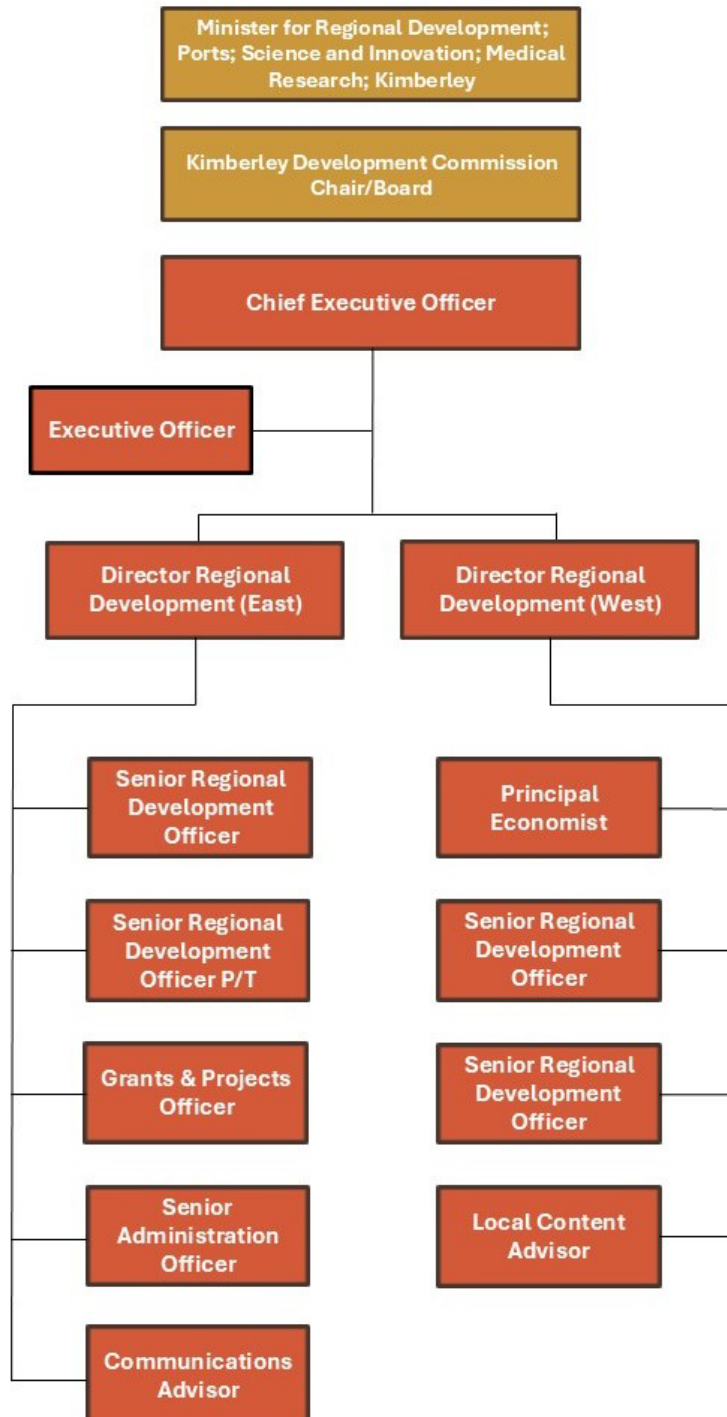 Minister for Regional Development;
Ports; Science and Innovation; Medical
Research; Kimberley
Kimberley Development Commission
Chair/Board
Chief Executive Officer
Executive Officer
Director Regional
Development (East)
Director Regional
Development (West)
Senior Regional
Development
Officer
Principal
Economist
Senior Regional
Development
Officer P/T
Senior Regional
Development
Officer
Grants & Projects
Officer
Senior Regional
Development
Officer
Senior
Administration
Officer
Local Content
Advisor
Communications
Advisor